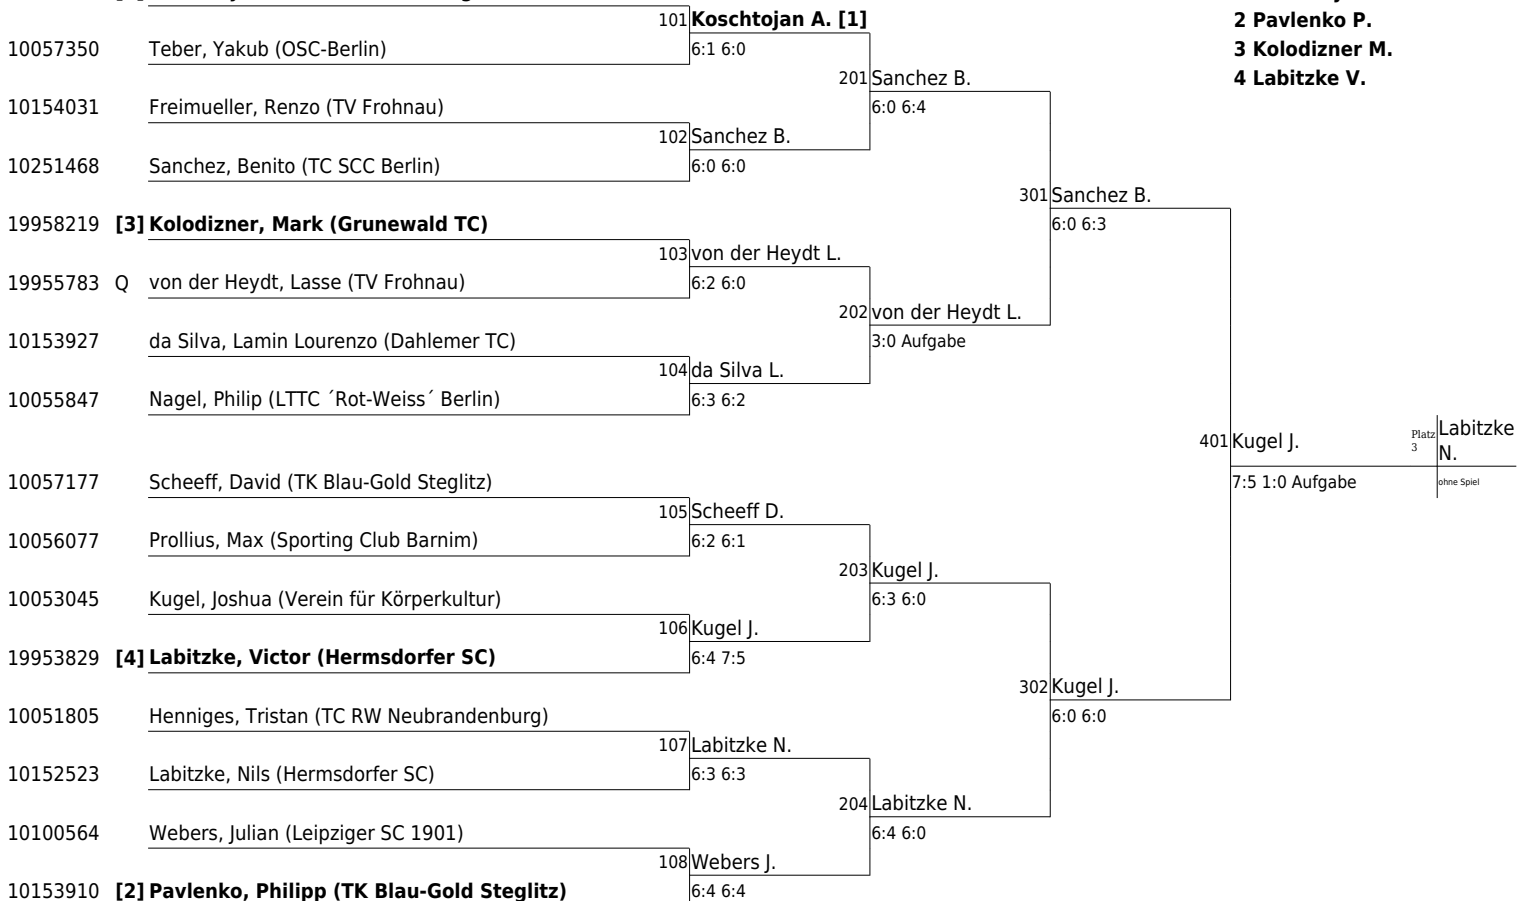 101 Koschtojan A. [1]
2 Pavlenko P.
10057350 Teber, Yakub (OSC-Berlin) 6:1 6:0
3 Kolodizner M.
201 Sanchez B.
4 Labitzke V.
10154031 Freimueller, Renzo (TV Frohnau) 6:0 6:4
102 Sanchez B.
10251468 Sanchez, Benito (TC SCC Berlin) 6:0 6:0
301 Sanchez B.
19958219 [3] Kolodizner, Mark (Grunewald TC) 6:0 6:3
103 von der Heydt L.
19955783 Q von der Heydt, Lasse (TV Frohnau) 6:2 6:0
202 von der Heydt L.
10153927 da Silva, Lamin Lourenzo (Dahlemer TC) 3:0 Aufgabe
104 da Silva L.
10055847 Nagel, Philip (LTTC ´Rot-Weiss´ Berlin) 6:3 6:2
401 Kugel J.
Platz 3 Labitzke N.
10057177 Scheeff, David (TK Blau-Gold Steglitz) 7:5 1:0 Aufgabe ohne Spiel
105 Scheeff D.
10056077 Prollius, Max (Sporting Club Barnim) 6:2 6:1
203 Kugel J.
10053045 Kugel, Joshua (Verein für Körperkultur) 6:3 6:0
106 Kugel J.
19953829 [4] Labitzke, Victor (Hermsdorfer SC) 6:4 7:5
302 Kugel J.
10051805 Henniges, Tristan (TC RW Neubrandenburg) 6:0 6:0
107 Labitzke N.
10152523 Labitzke, Nils (Hermsdorfer SC) 6:3 6:3
204 Labitzke N.
10100564 Webers, Julian (Leipziger SC 1901) 6:4 6:0
108 Webers J.
10153910 [2] Pavlenko, Philipp (TK Blau-Gold Steglitz) 6:4 6:4